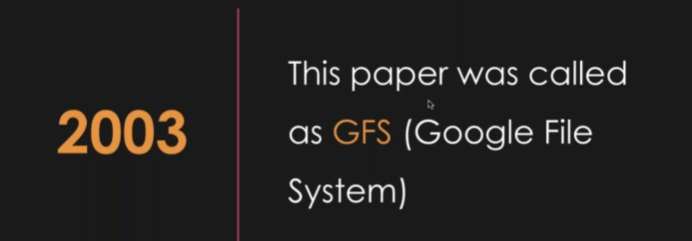 2003
This paper was called
as GFS (Google File
System)